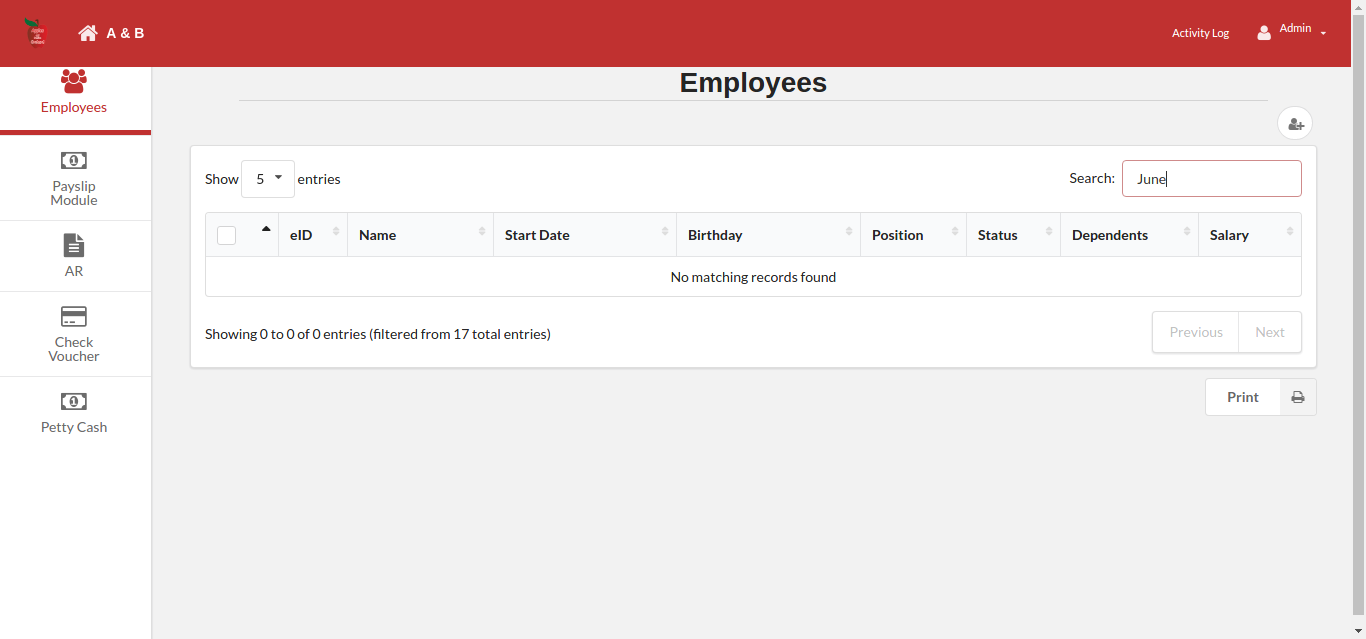 A & B
Activity Log
Admin
Employees
Payslip
Module
AR
Check
Voucher
Petty Cash
Employees
Show 5 entries
Search: June
eID Name Start Date Birthday Position Status Dependents Salary
No matching records found
Showing 0 to 0 of 0 entries (filtered from 17 total entries)
Previous Next
Print